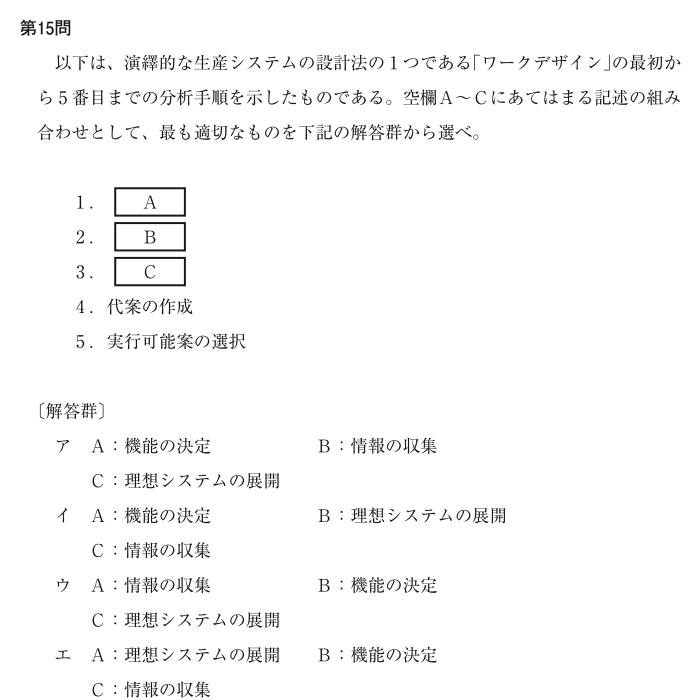 第15問
以下は、演繹的な生産システムの設計法の１つである「ワークデザイン」の最初か
ら５番目までの分析手順を示したものである。空欄Ａ～Ｃにあてはまる記述の組み
合わせとして、最も適切なものを下記の解答群から選べ。
１． Ａ
２． Ｂ
３． Ｃ
４．代案の作成
５．実行可能案の選択
〔解答群〕
ア Ａ：機能の決定 Ｂ：情報の収集
Ｃ：理想システムの展開
イ Ａ：機能の決定 Ｂ：理想システムの展開
Ｃ：情報の収集
ウ Ａ：情報の収集 Ｂ：機能の決定
Ｃ：理想システムの展開
エ Ａ：理想システムの展開 Ｂ：機能の決定
Ｃ：情報の収集